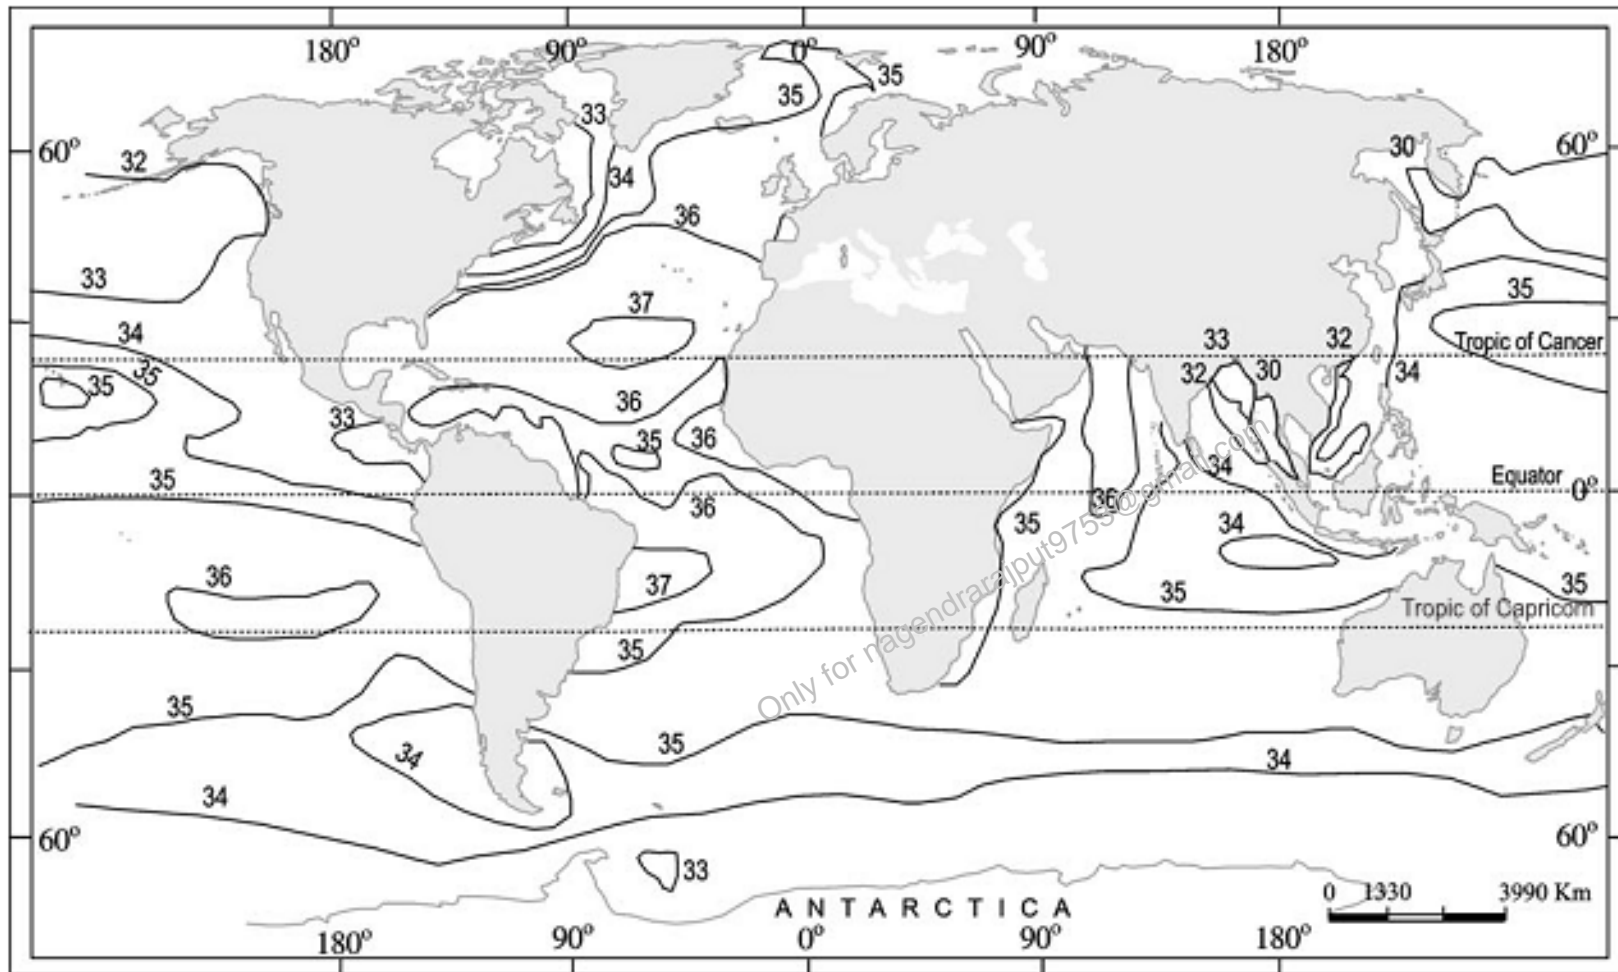 180° 90° 0° 90° 180°
35
35
33
60° 32 30 60°
34
36
33 35
37
34 33 32 Tropic of Cancer
35 35 32 30 34
36
33 35 36
34
35 Equator
36 36 0°
35 34
36 37 35 35
Tropic of Capricorn
35
Only for nagendrarajput9753@gmail.com
35 35
34 34
34
60° 60°
33
0 1330 3990 Km
ANTARCTICA
180° 90° 0° 90° 180°